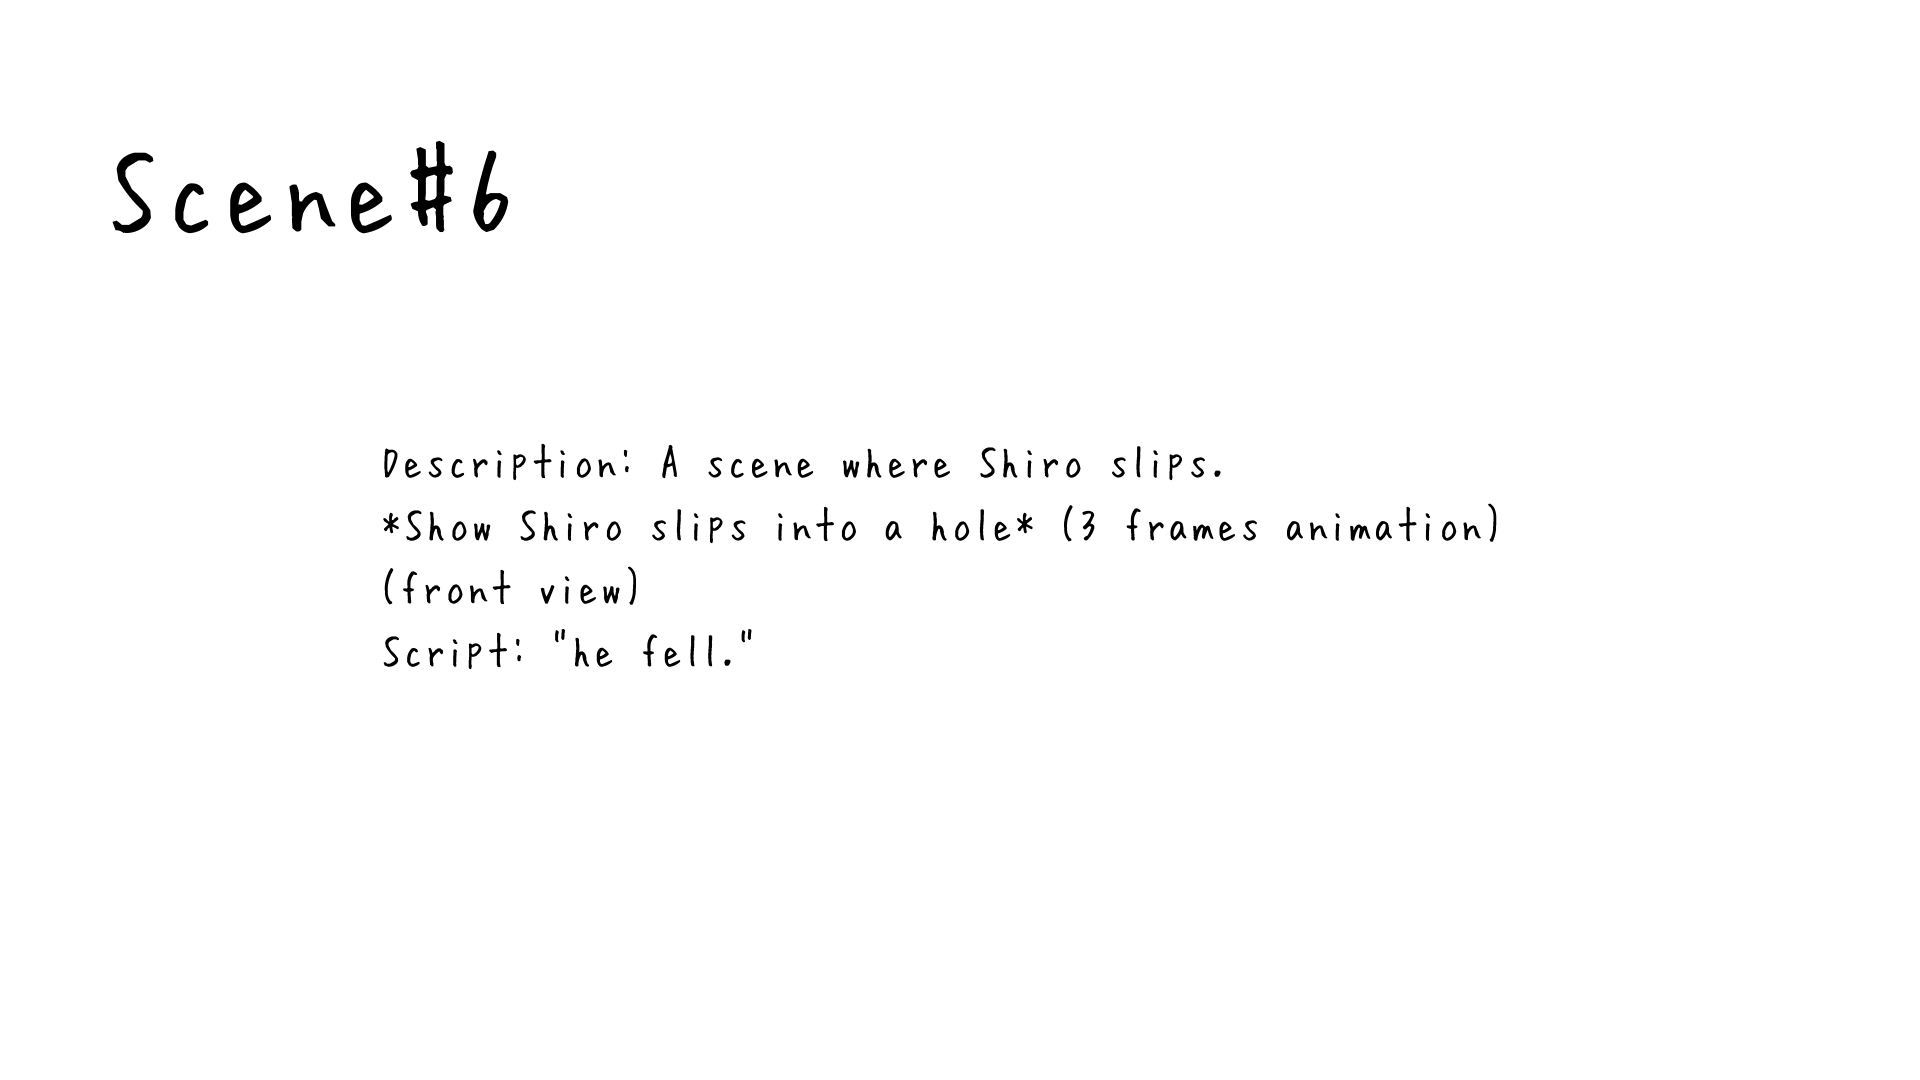 Scene#6
Description: A scene where Shiro slips.
*Show Shiro slips into a hole* (3 frames animation)
(front view)
Script: "he fell."